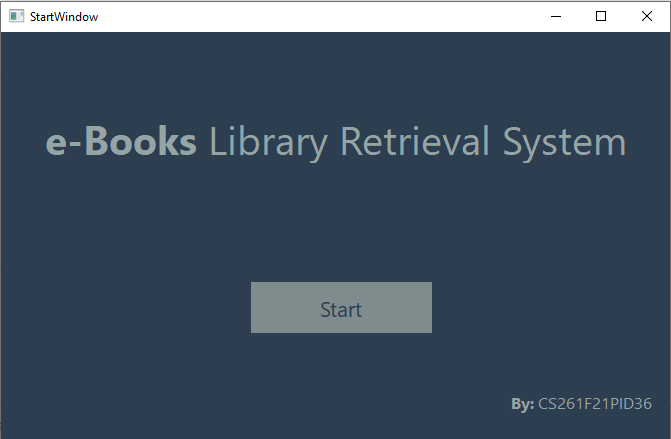 StartWindow
e-Books Library Retrieval System
Start
By: CS261F21PID36